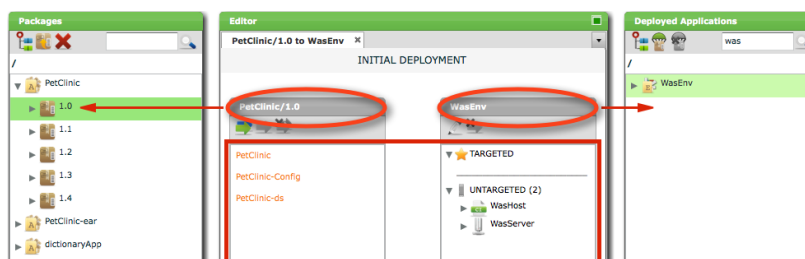 Packages
/
PetClinic
1.0
1.1
1.2
1.3
1.4
PetClinic-ear
dictionaryApp
Editor
PetClinic/1.0 to WasEnv ×
INITIAL DEPLOYMENT
PetClinic/1.0
PetClinic
PetClinic-Config
PetClinic-ds
WasEnv
TARGETED
UNTARGETED (2)
WasHost
WasServer
Deployed Applications
was
/
WasEnv